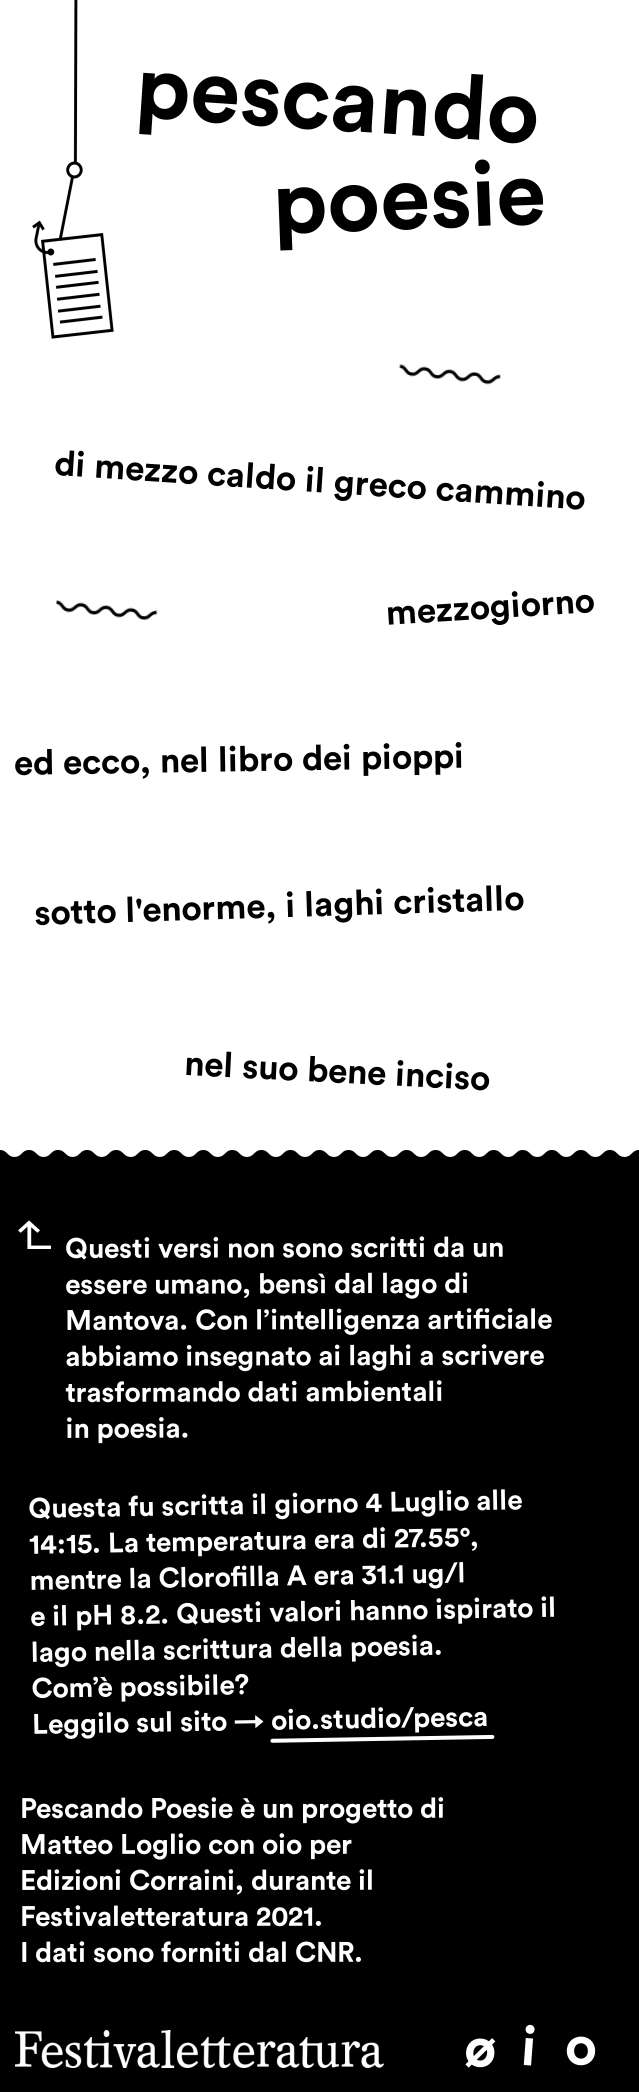 pescando
poesie
di mezzo caldo il greco cammino
mezzogiorno
ed ecco, nel libro dei pioppi
sotto l'enorme, i laghi cristallo
nel suo bene inciso
Questi versi non sono scritti da un
essere umano, bensì dal lago di
Mantova. Con l’intelligenza artificiale
abbiamo insegnato ai laghi a scrivere
trasformando dati ambientali
in poesia.
Questa fu scritta il giorno 4 Luglio alle
14:15. La temperatura era di 27.55°,
mentre la Clorofilla A era 31.1 ug/l
e il pH 8.2. Questi valori hanno ispirato il
lago nella scrittura della poesia.
Com’è possibile?
Leggilo sul sito → oio.studio/pesca
Pescando Poesie è un progetto di
Matteo Loglio con oio per
Edizioni Corraini, durante il
Festivaletteratura 2021.
I dati sono forniti dal CNR.
Festivaletteratura
ø i o